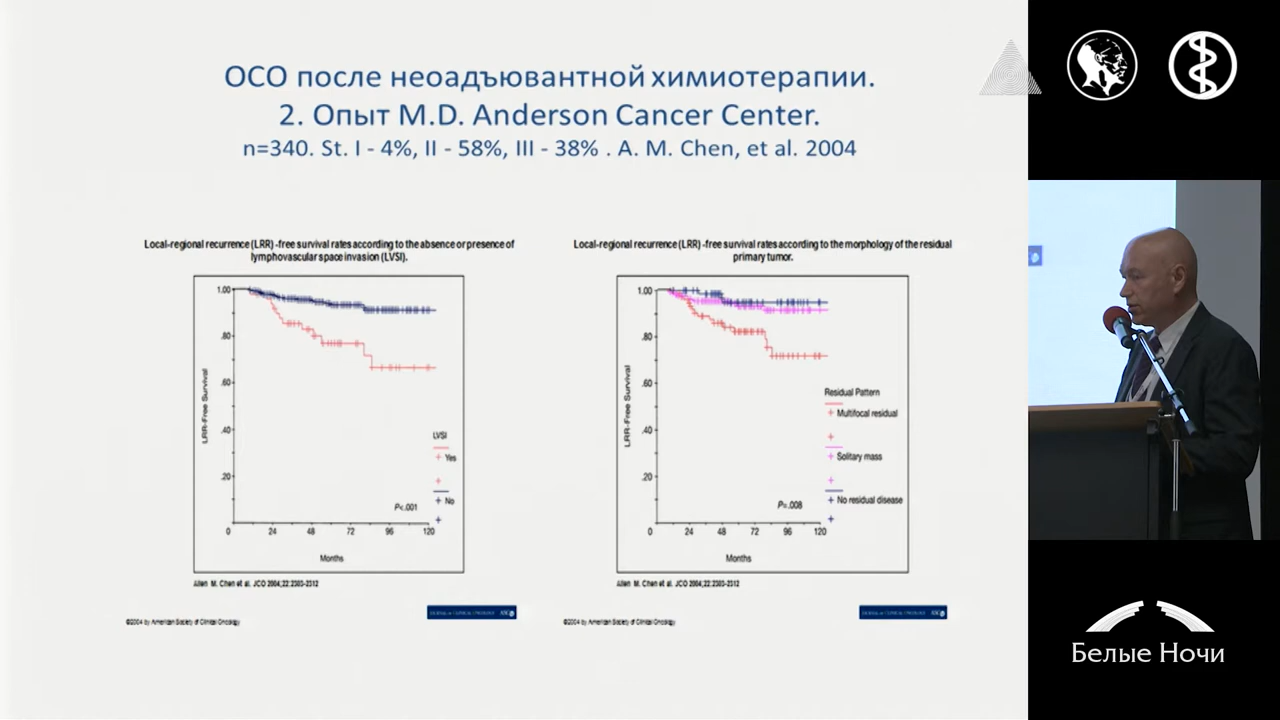 ОСО после неоадъювантной химиотерапии.
2. Опыт M.D. Anderson Cancer Center.
n=340. St. I - 4%, II - 58%, III - 38% . A. M. Chen, et al. 2004
Local-regional recurrence (LRR) -free survival rates according to the absence or presence of
lymphovascular space invasion (LVSI).
1.00
.80
.60
.40
.20
LRR-Free Survival
LVSI
Yes
No
P<.001
0 24 48 72 96 120
Months
Allen M. Chen et al. JCO 2004;22:2303-2312
©2004 by American Society of Clinical Oncology
Local-regional recurrence (LRR) -free survival rates according to the morphology of the residual
primary tumor.
1.00
.80
.60
.40
.20
LRR-Free Survival
Residual Pattern
Multifocal residual
Solitary mass
No residual disease
P=.008
0 24 48 72 96 120
Months
Allen M. Chen et al. JCO 2004;22:2303-2312
©2004 by American Society of Clinical Oncology
Белые Ночи